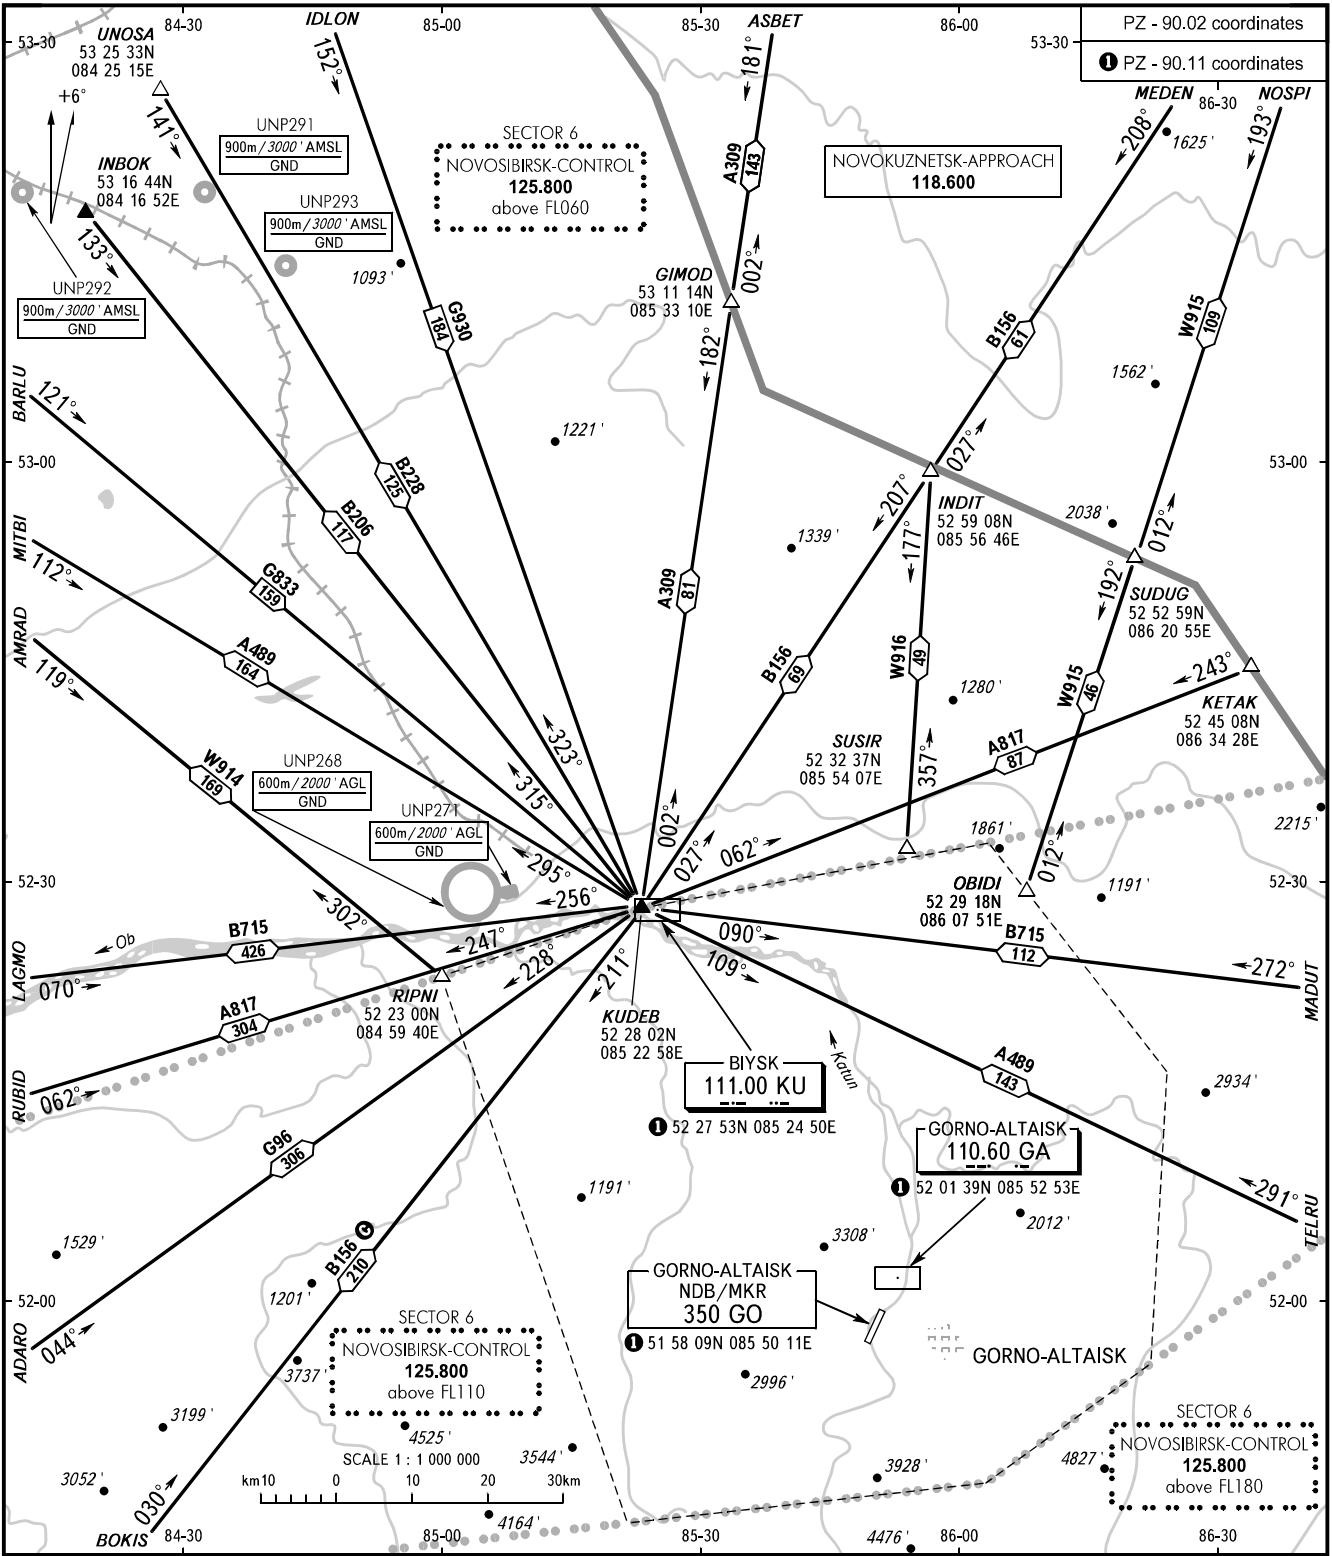 84-30
85-00
85-30
86-00
53-30
53-30
86-30
PZ - 90.02 coordinates
1 PZ - 90.11 coordinates
UNOSA
53 25 33N
084 25 15E
+6°
141°
IDLON
152°
ASBET
181°
MEDEN
208°
1625'
NOSPI
193°
UNP291
900m/3000' AMSL
GND
SECTOR 6
NOVOSIBIRSK-CONTROL
125.800
above FL060
A309
143
NOVOKUZNETSK-APPROACH
118.600
INBOK
53 16 44N
084 16 52E
133°
UNP293
900m/3000' AMSL
GND
1093'
UNP292
900m/3000' AMSL
GND
GIMOD
53 11 14N
085 33 10E
002°
182°
G930
184
B156
61
W915
109
1562'
BARLU
121°
1221'
53-00
53-00
B228
125
B206
117
027°
207°
INDIT
52 59 08N
085 56 46E
177°
2038'
012°
1339'
MITBI
112°
G833
159
A309
81
192°
SUDUG
52 52 59N
086 20 55E
AMRAD
119°
A489
164
B156
69
W916
49
1280'
W915
46
243°
KETAK
52 45 08N
086 34 28E
W914
169
UNP268
600m/2000' AGL
GND
323°
315°
SUSIR
52 32 37N
085 54 07E
357°
A817
87
UNP271
600m/2000' AGL
GND
002°
027°
062°
1861'
2215'
52-30
52-30
295°
256°
302°
012°
OBIDI
52 29 18N
086 07 51E
1191'
B715
426
Ob
247°
228°
211°
090°
109°
B715
112
272°
MADUT
LAGMO
070°
RIPNI
52 23 00N
084 59 40E
KUDEB
52 28 02N
085 22 58E
A817
304
RUBID
062°
BIYSK
111.00 KU
1 52 27 53N 085 24 50E
Katun
A489
143
2934'
G96
306
GORNO-ALTAISK
110.60 GA
1 52 01 39N 085 52 53E
1191'
2012'
291°
TELRU
1529'
B156 C
210
3308'
1201'
GORNO-ALTAISK
NDB/MKR
350 GO
1 51 58 09N 085 50 11E
52-00
52-00
ADARO
044°
SECTOR 6
NOVOSIBIRSK-CONTROL
125.800
above FL110
GORNO-ALTAISK
3737'
2996'
3199'
4525'
SECTOR 6
NOVOSIBIRSK-CONTROL
125.800
above FL180
3544'
SCALE 1 : 1 000 000
km10 0 10 20 30km
3052'
3928'
4827'
030°
4164'
BOKIS
84-30
85-00
85-30
4476'
86-00
86-30